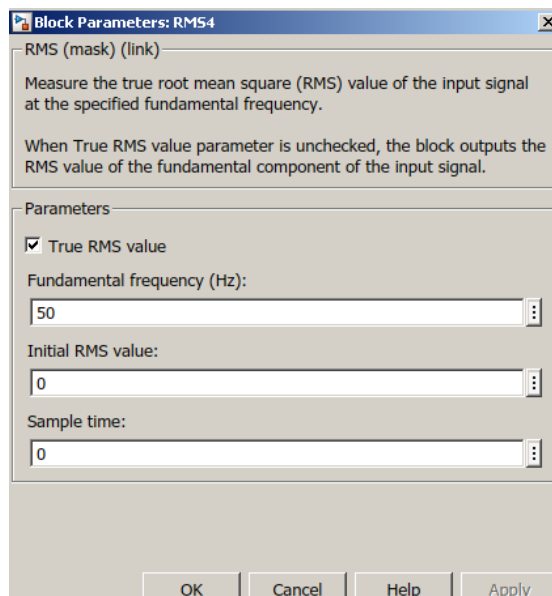 Block Parameters: RMS4
RMS (mask) (link)
Measure the true root mean square (RMS) value of the input signal
at the specified fundamental frequency.
When True RMS value parameter is unchecked, the block outputs the
RMS value of the fundamental component of the input signal.
Parameters
True RMS value
Fundamental frequency (Hz):
50
Initial RMS value:
0
Sample time:
0
OK Cancel Help Apply